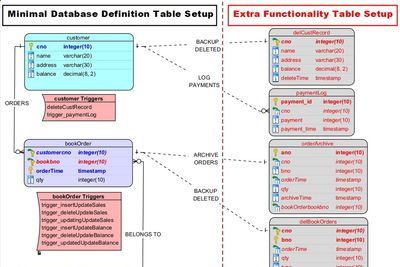 Minimal Database Definition Table Setup
Extra Functionality Table Setup
customer
cno integer(10)
name varchar(20)
address varchar(30)
balance decimal(8, 2)
customer Triggers
deleteCustRecord
trigger_paymentLog
ORDERS
bookOrder
customercno integer(10)
bookbno integer(10)
orderTime timestamp
qty integer(10)
bookOrder Triggers
trigger_insertUpdateSales
trigger_deleteUpdateSales
trigger_updatingUpdateSales
trigger_insertUpdateBalance
trigger_deleteUpdateBalance
trigger_updatedUpdateBalance
BELONGS TO
BACKUP
DELETED
LOG
PAYMENTS
ARCHIVE
ORDERS
BACKUP
DELETED
delCustRecord
cno integer(10)
name varchar(20)
address varchar(30)
balance decimal(8, 2)
deleteTime timestamp
paymentLog
payment_id integer(10)
cno integer(10)
payment integer(10)
payment_time timestamp
orderArchive
ano integer(10)
cno integer(10)
bno integer(10)
orderTime timestamp
qty integer(10)
archiveTime timestamp
bookOrderbookbno integer(10)
delBookOrders
cno integer(10)
bno integer(10)
orderTime timestamp
qty integer(10)